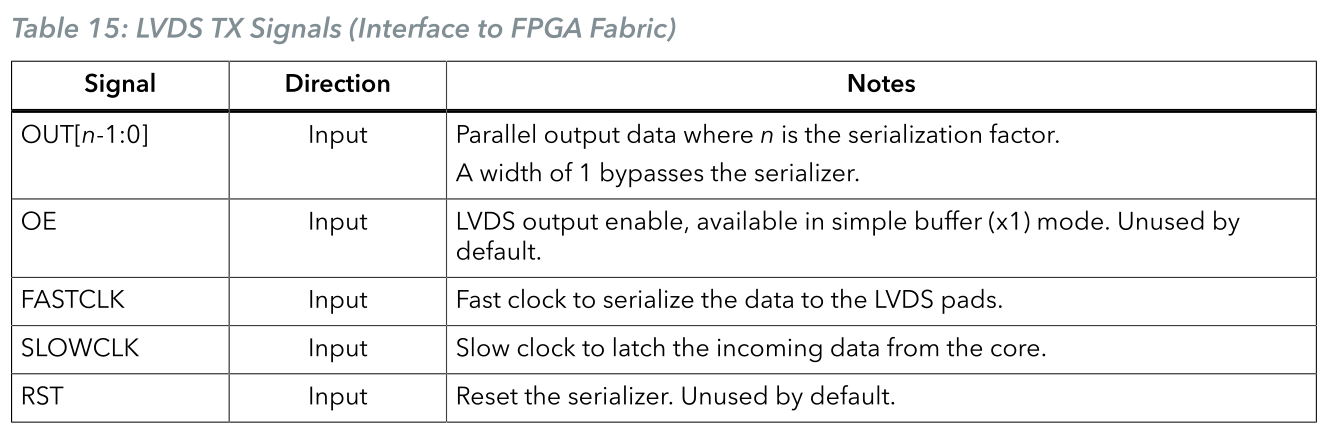 Table 15: LVDS TX Signals (Interface to FPGA Fabric)
Signal Direction Notes
OUT[n-1:0] Input Parallel output data where n is the serialization factor.
A width of 1 bypasses the serializer.
OE Input LVDS output enable, available in simple buffer (x1) mode. Unused by
default.
FASTCLK Input Fast clock to serialize the data to the LVDS pads.
SLOWCLK Input Slow clock to latch the incoming data from the core.
RST Input Reset the serializer. Unused by default.